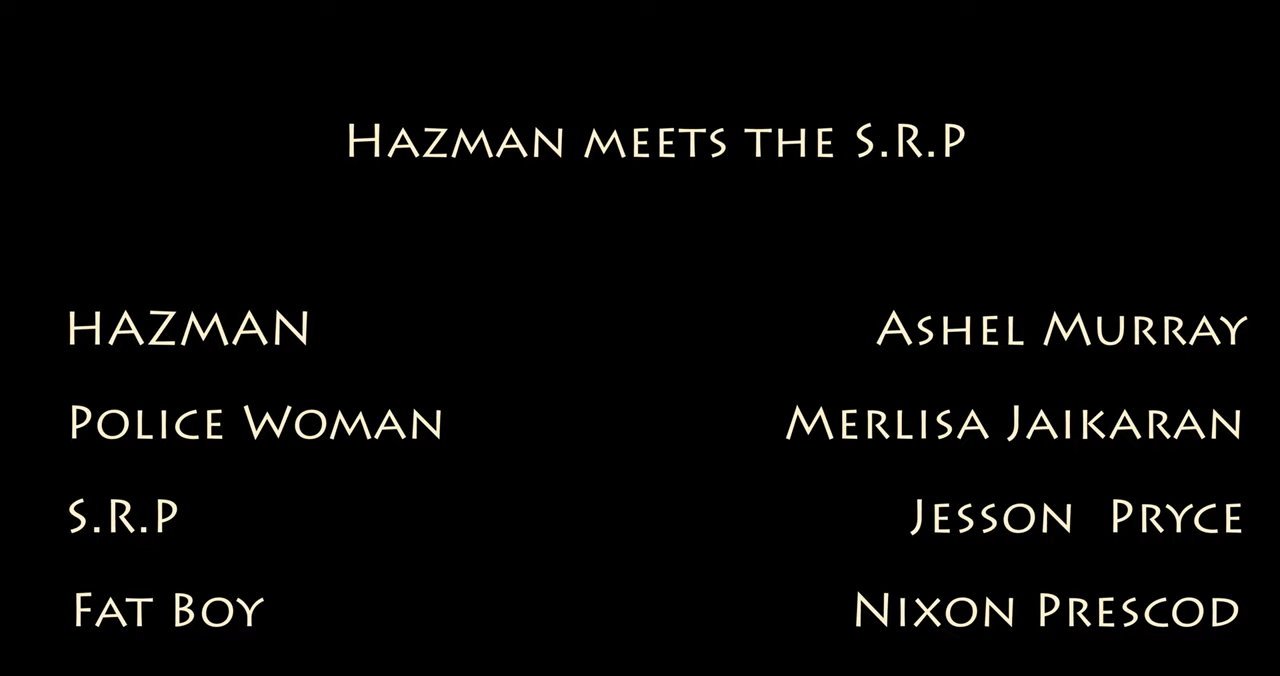 Hazman meets the S.R.P
HAZMAN Ashel Murray
Police Woman Merlisa Jaikaran
S.R.P Jesson Pryce
Fat Boy Nixon Prescod